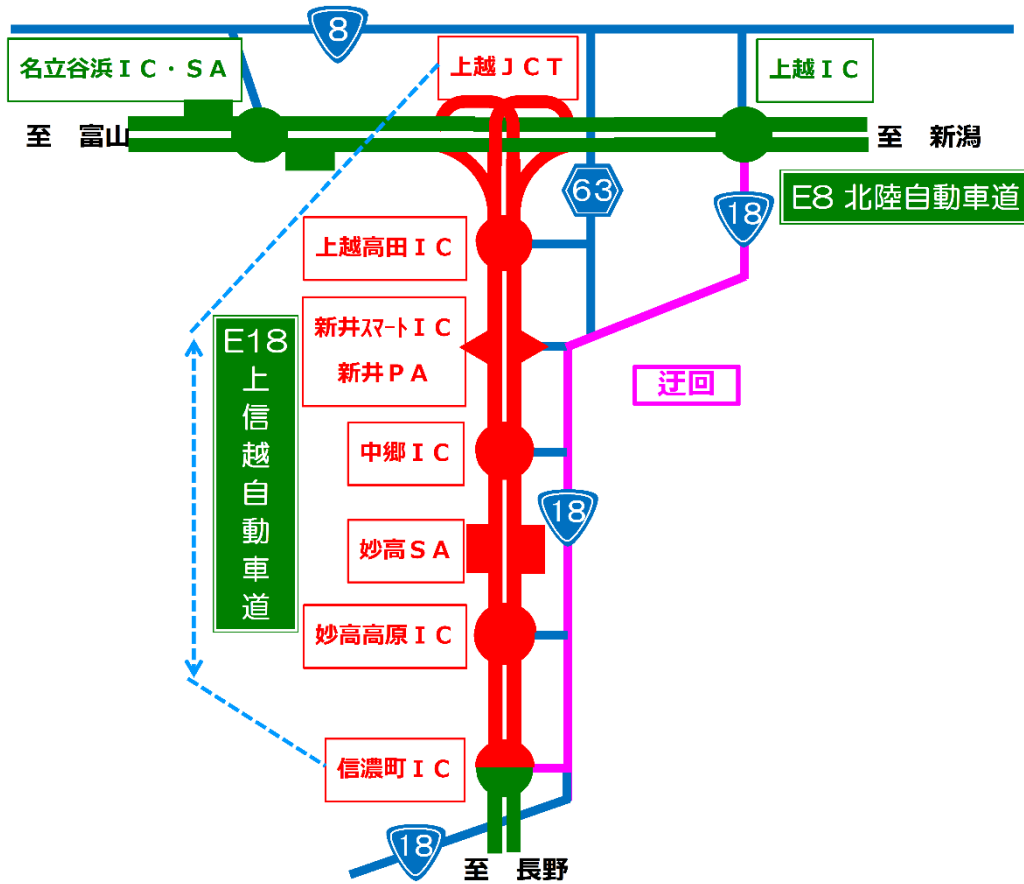 8
名立谷浜ＩＣ・ＳＡ
上越ＪＣＴ
上越ＩＣ
至　富山
至　新潟
63
18
E8 北陸自動車道
上越高田ＩＣ
新井ｽﾏｰﾄＩＣ
新井ＰＡ
E18
上信越自動車道
迂回
中郷ＩＣ
18
妙高ＳＡ
妙高高原ＩＣ
信濃町ＩＣ
18
至　長野